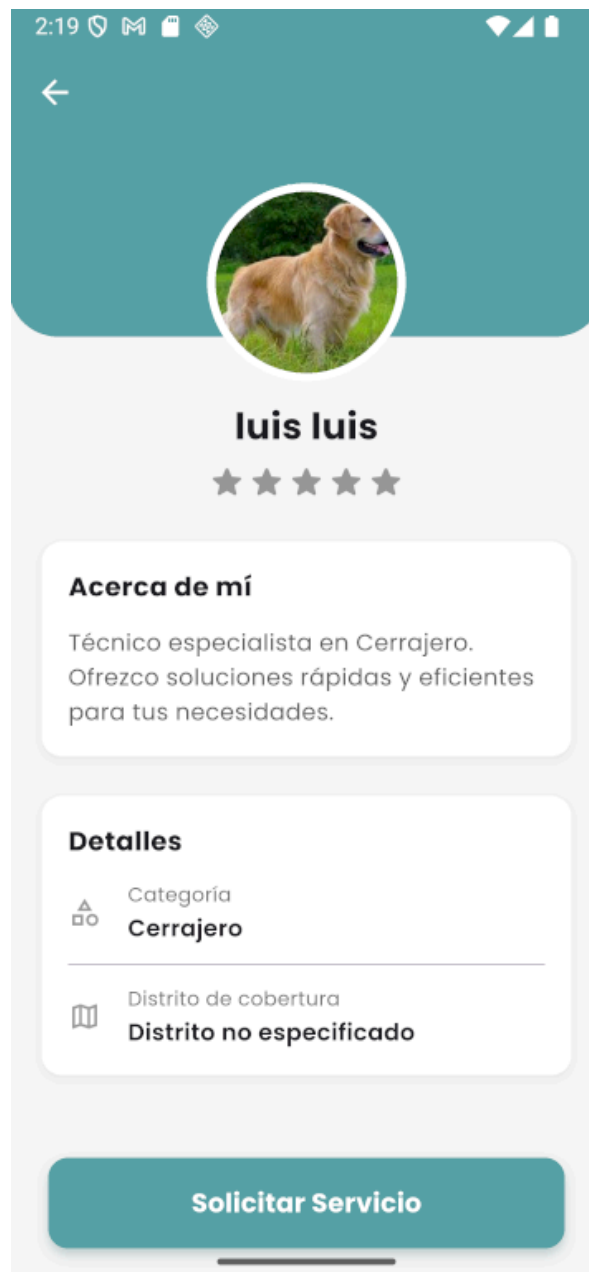 2:19
luis luis
Acerca de mí
Técnico especialista en Cerrajero.
Ofrezco soluciones rápidas y eficientes
para tus necesidades.
Detalles
Categoría
Cerrajero
Distrito de cobertura
Distrito no especificado
Solicitar Servicio